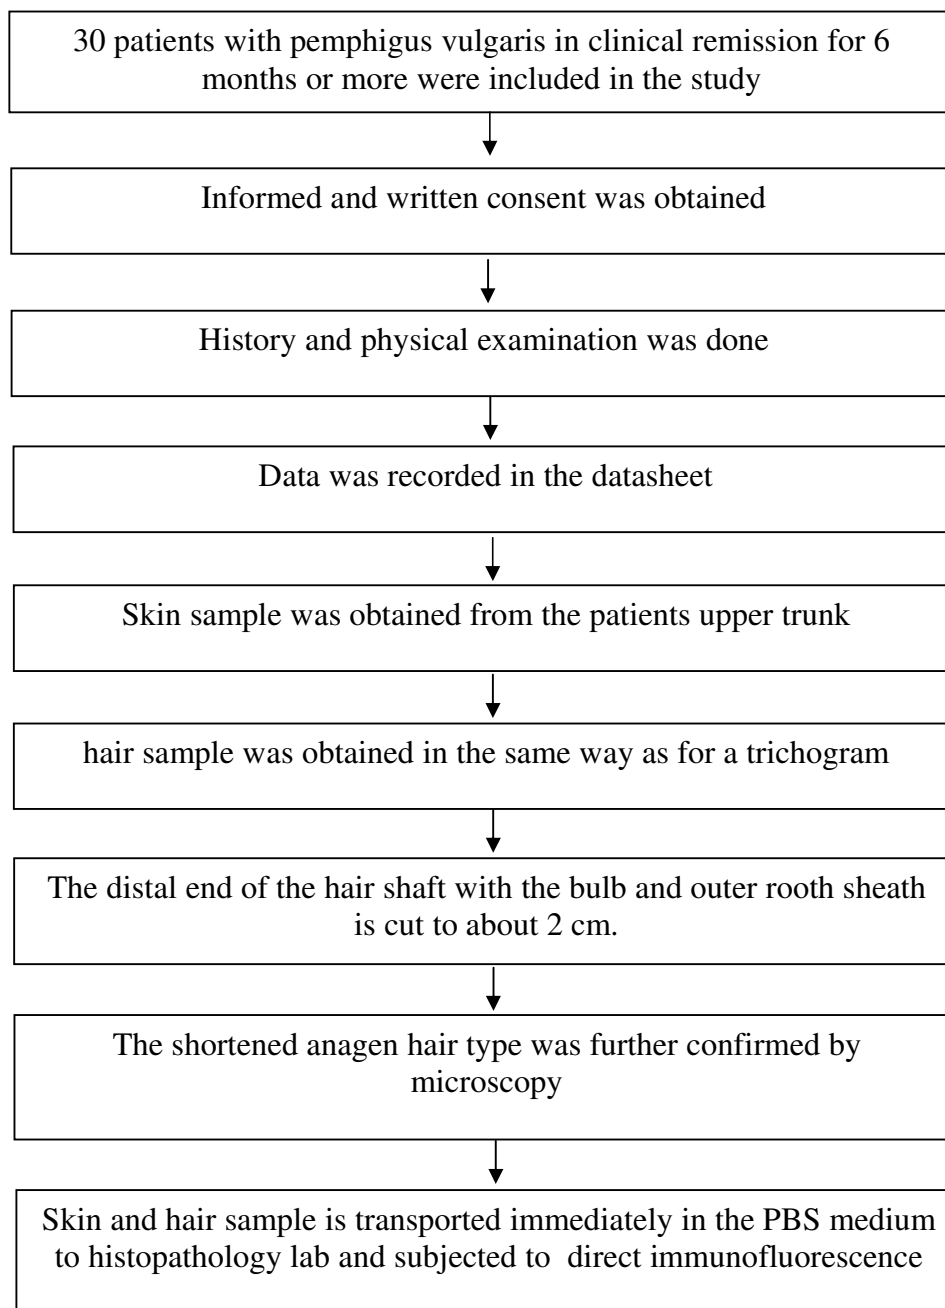 30 patients with pemphigus vulgaris in clinical remission for 6
months or more were included in the study
Informed and written consent was obtained
History and physical examination was done
Data was recorded in the datasheet
Skin sample was obtained from the patients upper trunk
hair sample was obtained in the same way as for a trichogram
The distal end of the hair shaft with the bulb and outer rooth sheath
is cut to about 2 cm.
The shortened anagen hair type was further confirmed by
microscopy
Skin and hair sample is transported immediately in the PBS medium
to histopathology lab and subjected to direct immunofluorescence